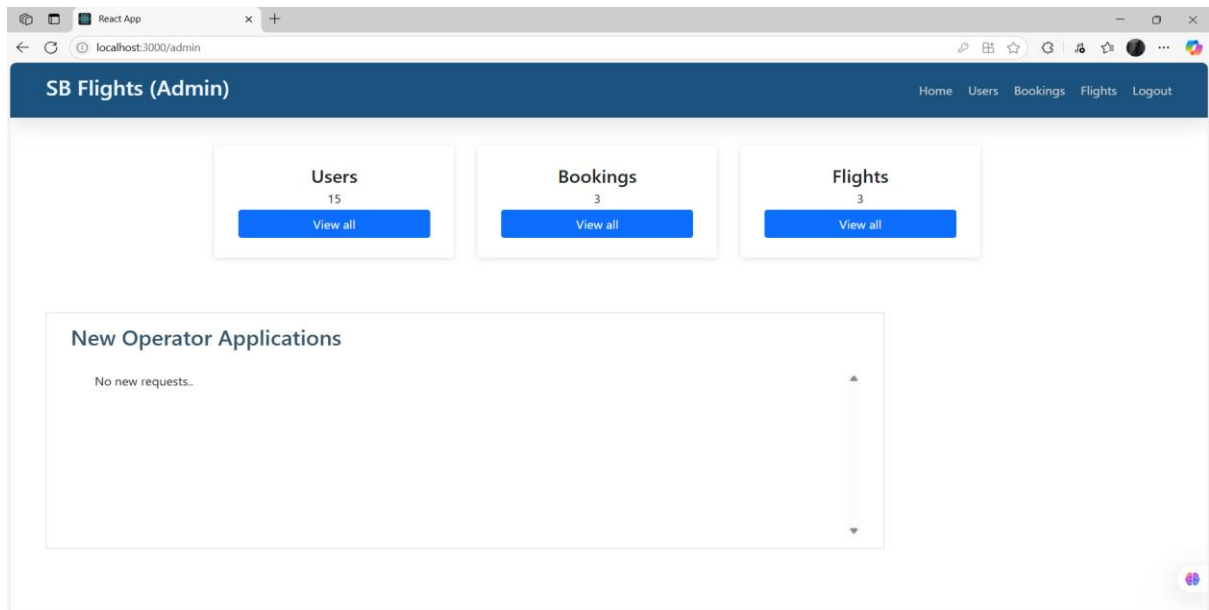 React App
localhost:3000/admin
SB Flights (Admin)
Home Users Bookings Flights Logout
Users Bookings Flights
15 3 3
View all View all View all
New Operator Applications
No new requests..